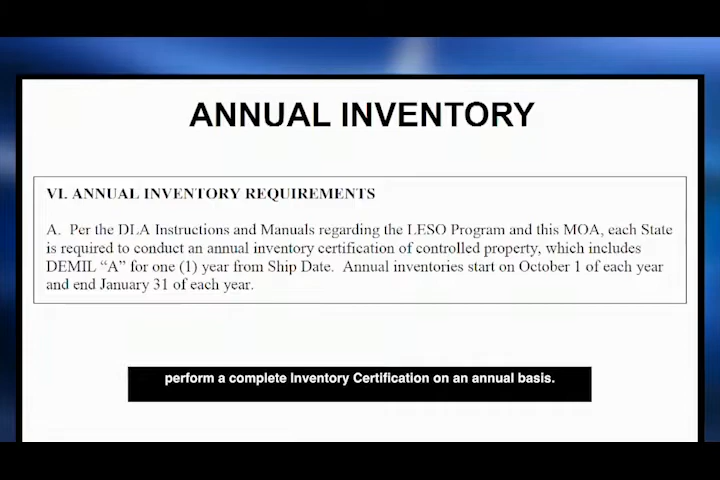 ANNUAL INVENTORY
VI. ANNUAL INVENTORY REQUIREMENTS
A.  Per the DLA Instructions and Manuals regarding the LESO Program and this MOA, each State
is required to conduct an annual inventory certification of controlled property, which includes
DEMIL “A” for one (1) year from Ship Date.  Annual inventories start on October 1 of each year
and end January 31 of each year.
perform a complete Inventory Certification on an annual basis.